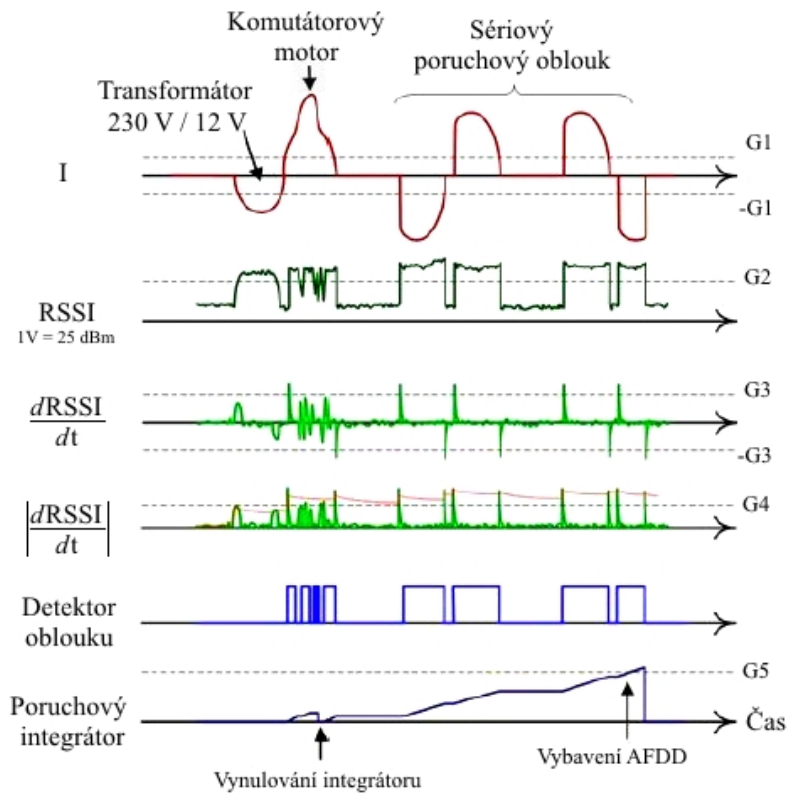 Komutátorový
motor
Sériový
poruchový oblouk
Transformátor
230 V / 12 V
I
G1
-G1
RSSI
1V = 25 dBm
G2
dRSSI
dt
G3
-G3
|dRSSI|
dt
G4
Detektor
oblouku
Poruchový
integrátor
G5
Čas
Vynulování integrátoru
Vybavení AFDD